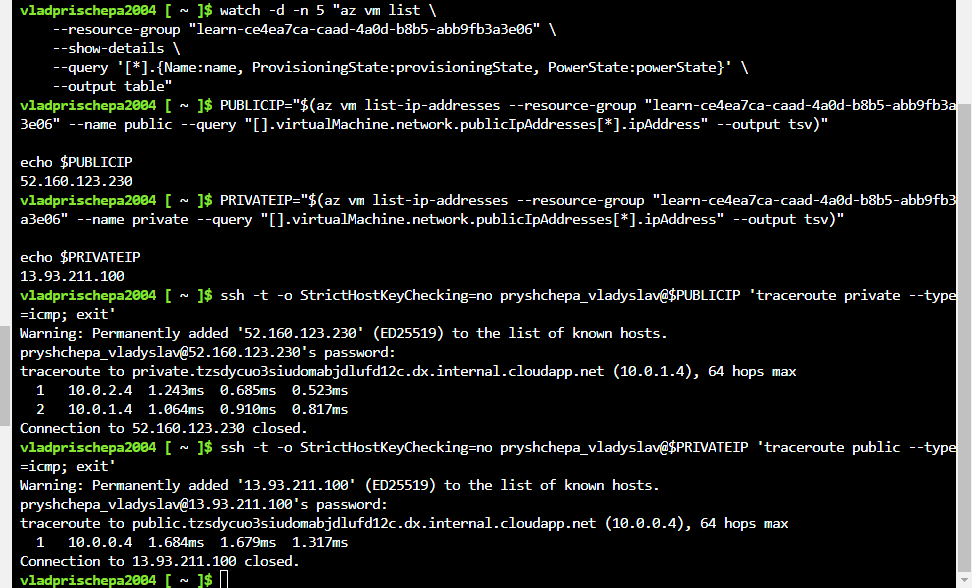 vladprischepa2004 [ ~ ]$ watch -d -n 5 "az vm list \
    --resource-group "learn-ce4ea7ca-caad-4a0d-b8b5-abb9fb3a3e06" \
    --show-details \
    --query '[*].{Name:name, ProvisioningState:provisioningState, PowerState:powerState}' \
    --output table"
vladprischepa2004 [ ~ ]$ PUBLICIP="$(az vm list-ip-addresses --resource-group "learn-ce4ea7ca-caad-4a0d-b8b5-abb9fb3a
3e06" --name public --query "[].virtualMachine.network.publicIpAddresses[*].ipAddress" --output tsv)"

echo $PUBLICIP
52.160.123.230
vladprischepa2004 [ ~ ]$ PRIVATEIP="$(az vm list-ip-addresses --resource-group "learn-ce4ea7ca-caad-4a0d-b8b5-abb9fb3
a3e06" --name private --query "[].virtualMachine.network.publicIpAddresses[*].ipAddress" --output tsv)"

echo $PRIVATEIP
13.93.211.100
vladprischepa2004 [ ~ ]$ ssh -t -o StrictHostKeyChecking=no pryshchepa_vladyslav@$PUBLICIP 'traceroute private --type
=icmp; exit'
Warning: Permanently added '52.160.123.230' (ED25519) to the list of known hosts.
pryshchepa_vladyslav@52.160.123.230's password:
traceroute to private.tzsdycuo3siudomabjdlufd12c.dx.internal.cloudapp.net (10.0.1.4), 64 hops max
  1   10.0.2.4  1.243ms  0.685ms  0.523ms
  2   10.0.1.4  1.064ms  0.910ms  0.817ms
Connection to 52.160.123.230 closed.
vladprischepa2004 [ ~ ]$ ssh -t -o StrictHostKeyChecking=no pryshchepa_vladyslav@$PRIVATEIP 'traceroute public --type
=icmp; exit'
Warning: Permanently added '13.93.211.100' (ED25519) to the list of known hosts.
pryshchepa_vladyslav@13.93.211.100's password:
traceroute to public.tzsdycuo3siudomabjdlufd12c.dx.internal.cloudapp.net (10.0.0.4), 64 hops max
  1   10.0.0.4  1.684ms  1.679ms  1.317ms
Connection to 13.93.211.100 closed.
vladprischepa2004 [ ~ ]$